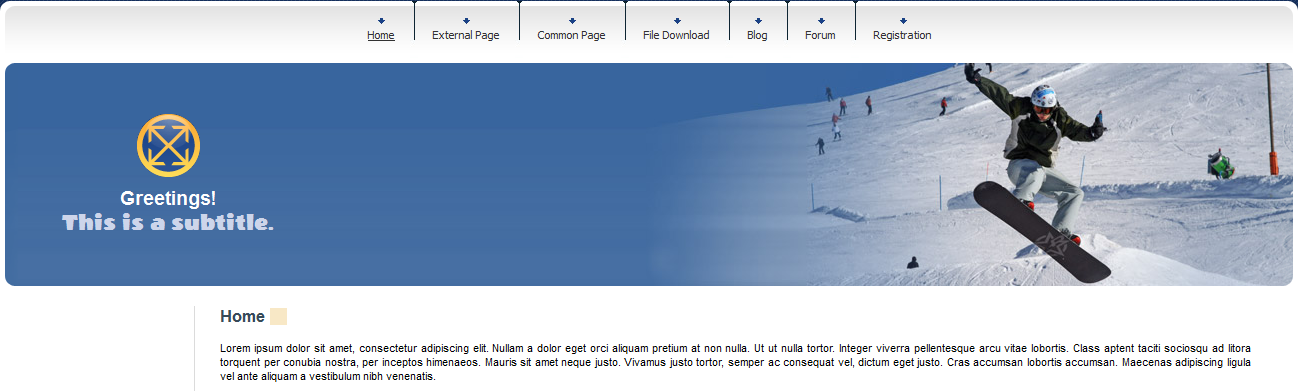 Home External Page Common Page File Download Blog Forum Registration
Greetings!
This is a subtitle.
Home
Lorem ipsum dolor sit amet, consectetur adipiscing elit. Nullam a dolor eget orci aliquam pretium at non nulla. Ut ut nulla tortor. Integer viverra pellentesque arcu vitae lobortis. Class aptent taciti sociosqu ad litora
torquent per conubia nostra, per inceptos himenaeos. Mauris sit amet neque justo. Vivamus justo tortor, semper ac consequat vel, dictum eget justo. Cras accumsan lobortis accumsan. Maecenas adipiscing ligula
vel ante aliquam a vestibulum nibh venenatis.